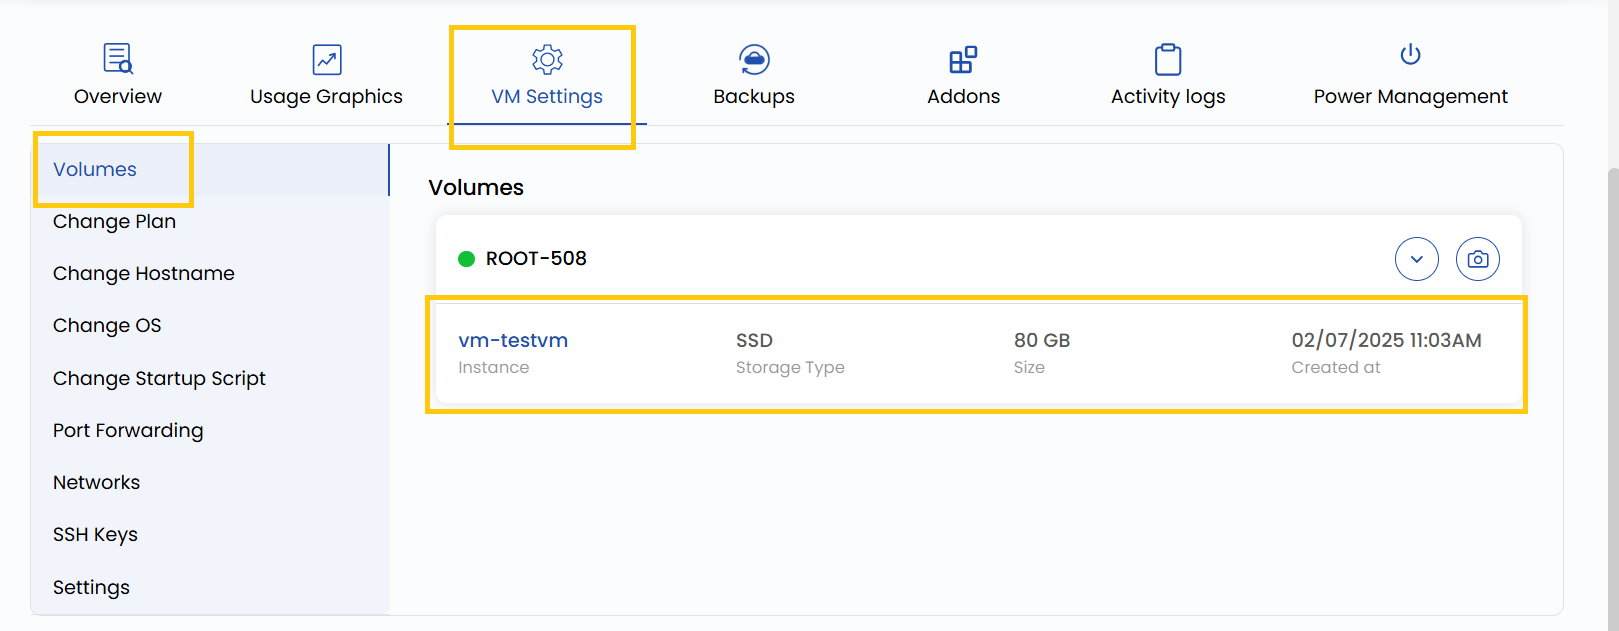 Overview
Usage Graphics
VM Settings
Backups
Addons
Activity logs
Power Management
Volumes
Change Plan
Change Hostname
Change OS
Change Startup Script
Port Forwarding
Networks
SSH Keys
Settings
Volumes
ROOT-508
vm-testvm SSD 80 GB 02/07/2025 11:03AM
Instance Storage Type Size Created at